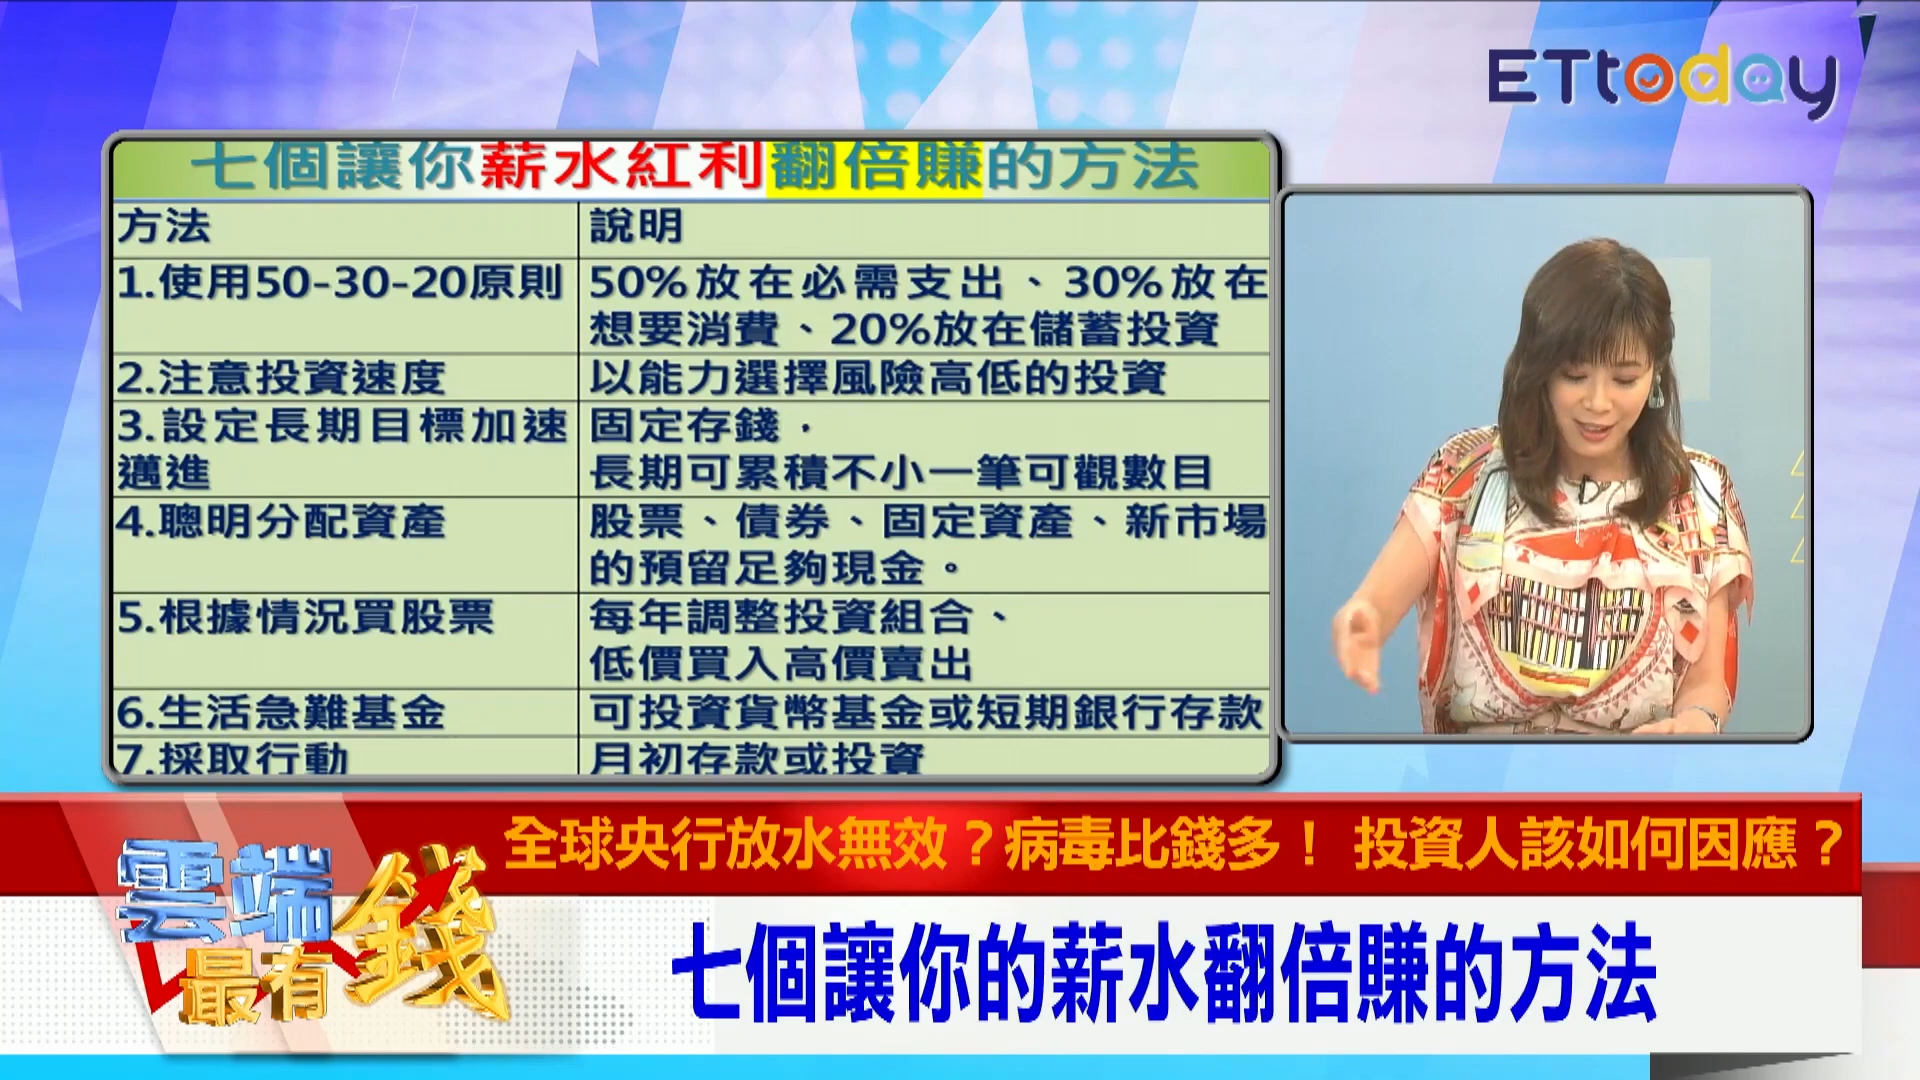 ETtoday
七個讓你薪水紅利翻倍賺的方法
方法
說明
1.使用50-30-20原則
50%放在必需支出、30%放在
想要消費、20%放在儲蓄投資
2.注意投資速度
以能力選擇風險高低的投資
3.設定長期目標加速
邁進
固定存錢，
長期可累積不小一筆可觀數目
4.聰明分配資產
股票、債券、固定資產、新市場
的預留足夠現金。
5.根據情況買股票
每年調整投資組合、
低價買入高價賣出
6.生活急難基金
可投資貨幣基金或短期銀行存款
7.採取行動
月初存款或投資
全球央行放水無效？病毒比錢多！ 投資人該如何因應？
雲端
最有錢
七個讓你的薪水翻倍賺的方法